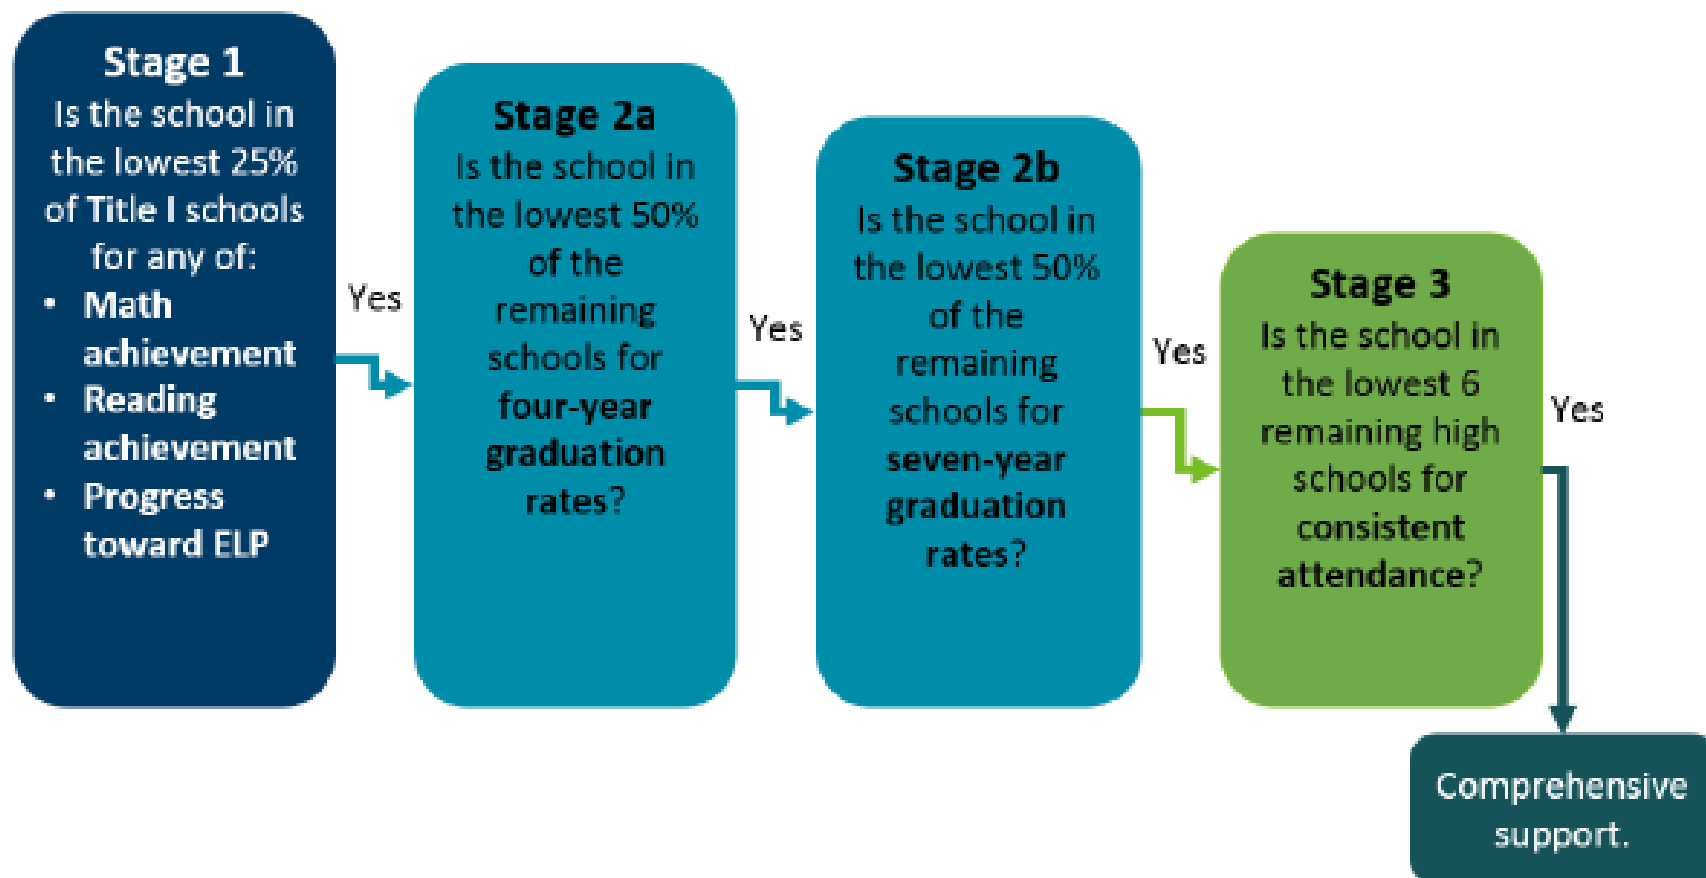 Stage 1
Is the school in
the lowest 25%
of Title I schools
for any of:
• Math
achievement
• Reading
achievement
• Progress
toward ELP
Yes
Stage 2a
Is the school in
the lowest 50%
of the
remaining
schools for
four-year
graduation
rates?
Yes
Stage 2b
Is the school in
the lowest 50%
of the
remaining
schools for
seven-year
graduation
rates?
Yes
Stage 3
Is the school in
the lowest 6
remaining high
schools for
consistent
attendance?
Yes
Comprehensive
support.